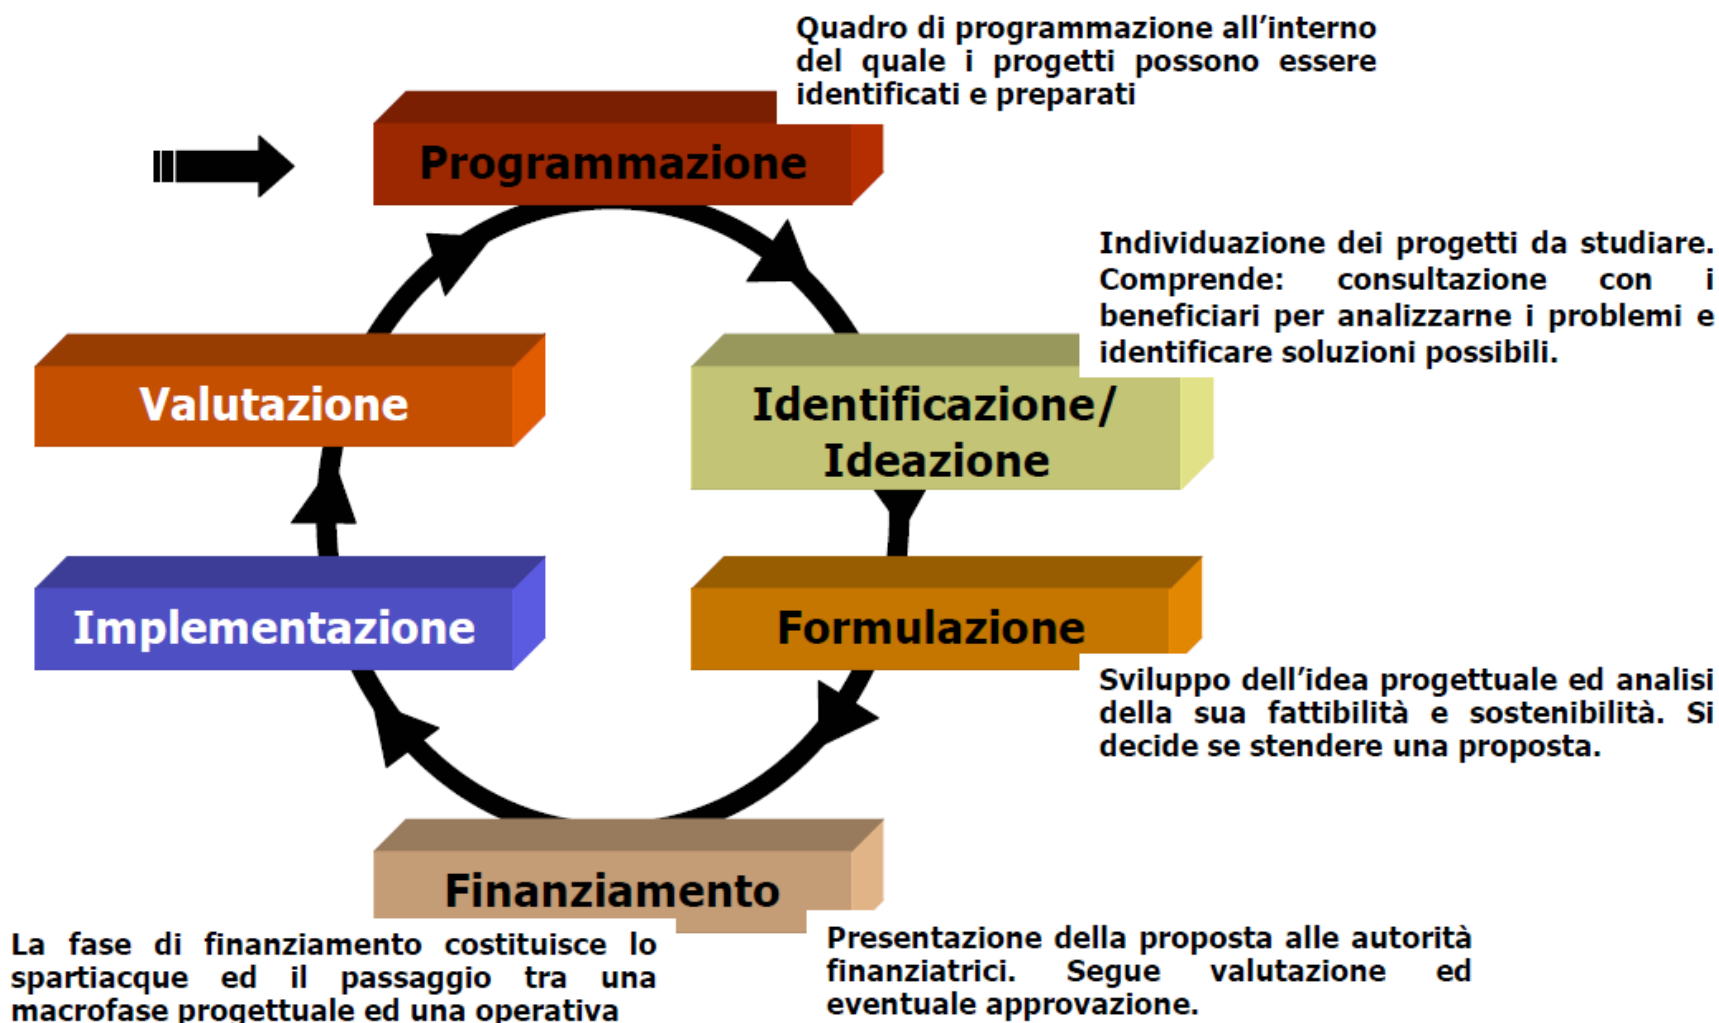 Quadro di programmazione all’interno
del quale i progetti possono essere
identificati e preparati
Programmazione
Individuazione dei progetti da studiare.
Comprende: consultazione con i
beneficiari per analizzarne i problemi e
identificare soluzioni possibili.
Valutazione
Identificazione/
Ideazione
Implementazione
Formulazione
Sviluppo dell’idea progettuale ed analisi
della sua fattibilità e sostenibilità. Si
decide se stendere una proposta.
Finanziamento
La fase di finanziamento costituisce lo
spartiacque ed il passaggio tra una
macrofase progettuale ed una operativa
Presentazione della proposta alle autorità
finanziatrici. Segue valutazione ed
eventuale approvazione.